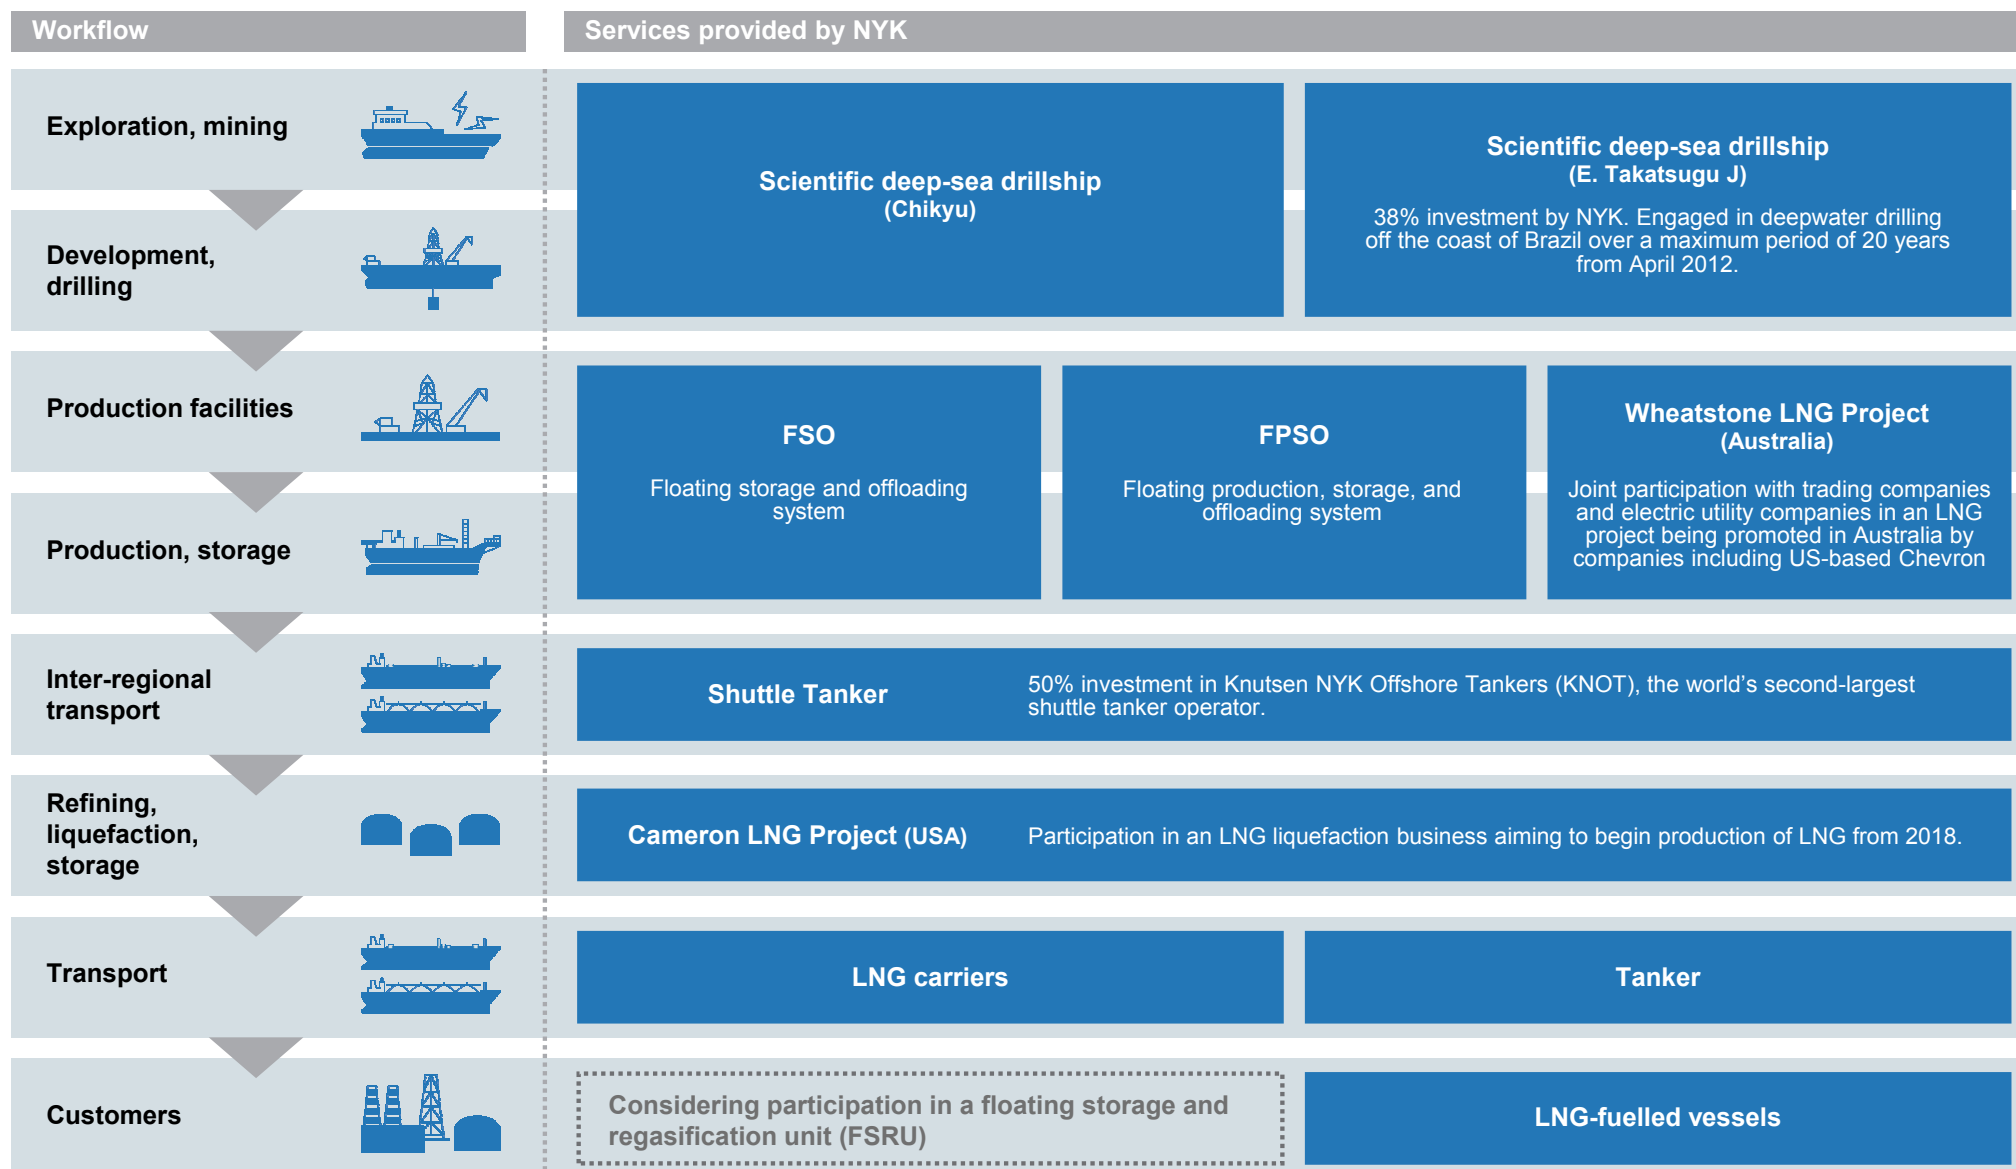 Workflow
Services provided by NYK
Exploration, mining
Scientific deep-sea drillship
(Chikyu)
Scientific deep-sea drillship
(E. Takatsugu J)
38% investment by NYK. Engaged in deepwater drilling
off the coast of Brazil over a maximum period of 20 years
from April 2012.
Development,
drilling
Production facilities
FSO
Floating storage and offloading
system
FPSO
Floating production, storage, and
offloading system
Wheatstone LNG Project
(Australia)
Joint participation with trading companies
and electric utility companies in an LNG
project being promoted in Australia by
companies including US-based Chevron
Production, storage
Inter-regional
transport
Shuttle Tanker
50% investment in Knutsen NYK Offshore Tankers (KNOT), the world’s second-largest
shuttle tanker operator.
Refining,
liquefaction,
storage
Cameron LNG Project (USA)
Participation in an LNG liquefaction business aiming to begin production of LNG from 2018.
Transport
LNG carriers
Tanker
Customers
Considering participation in a floating storage and
regasification unit (FSRU)
LNG-fuelled vessels